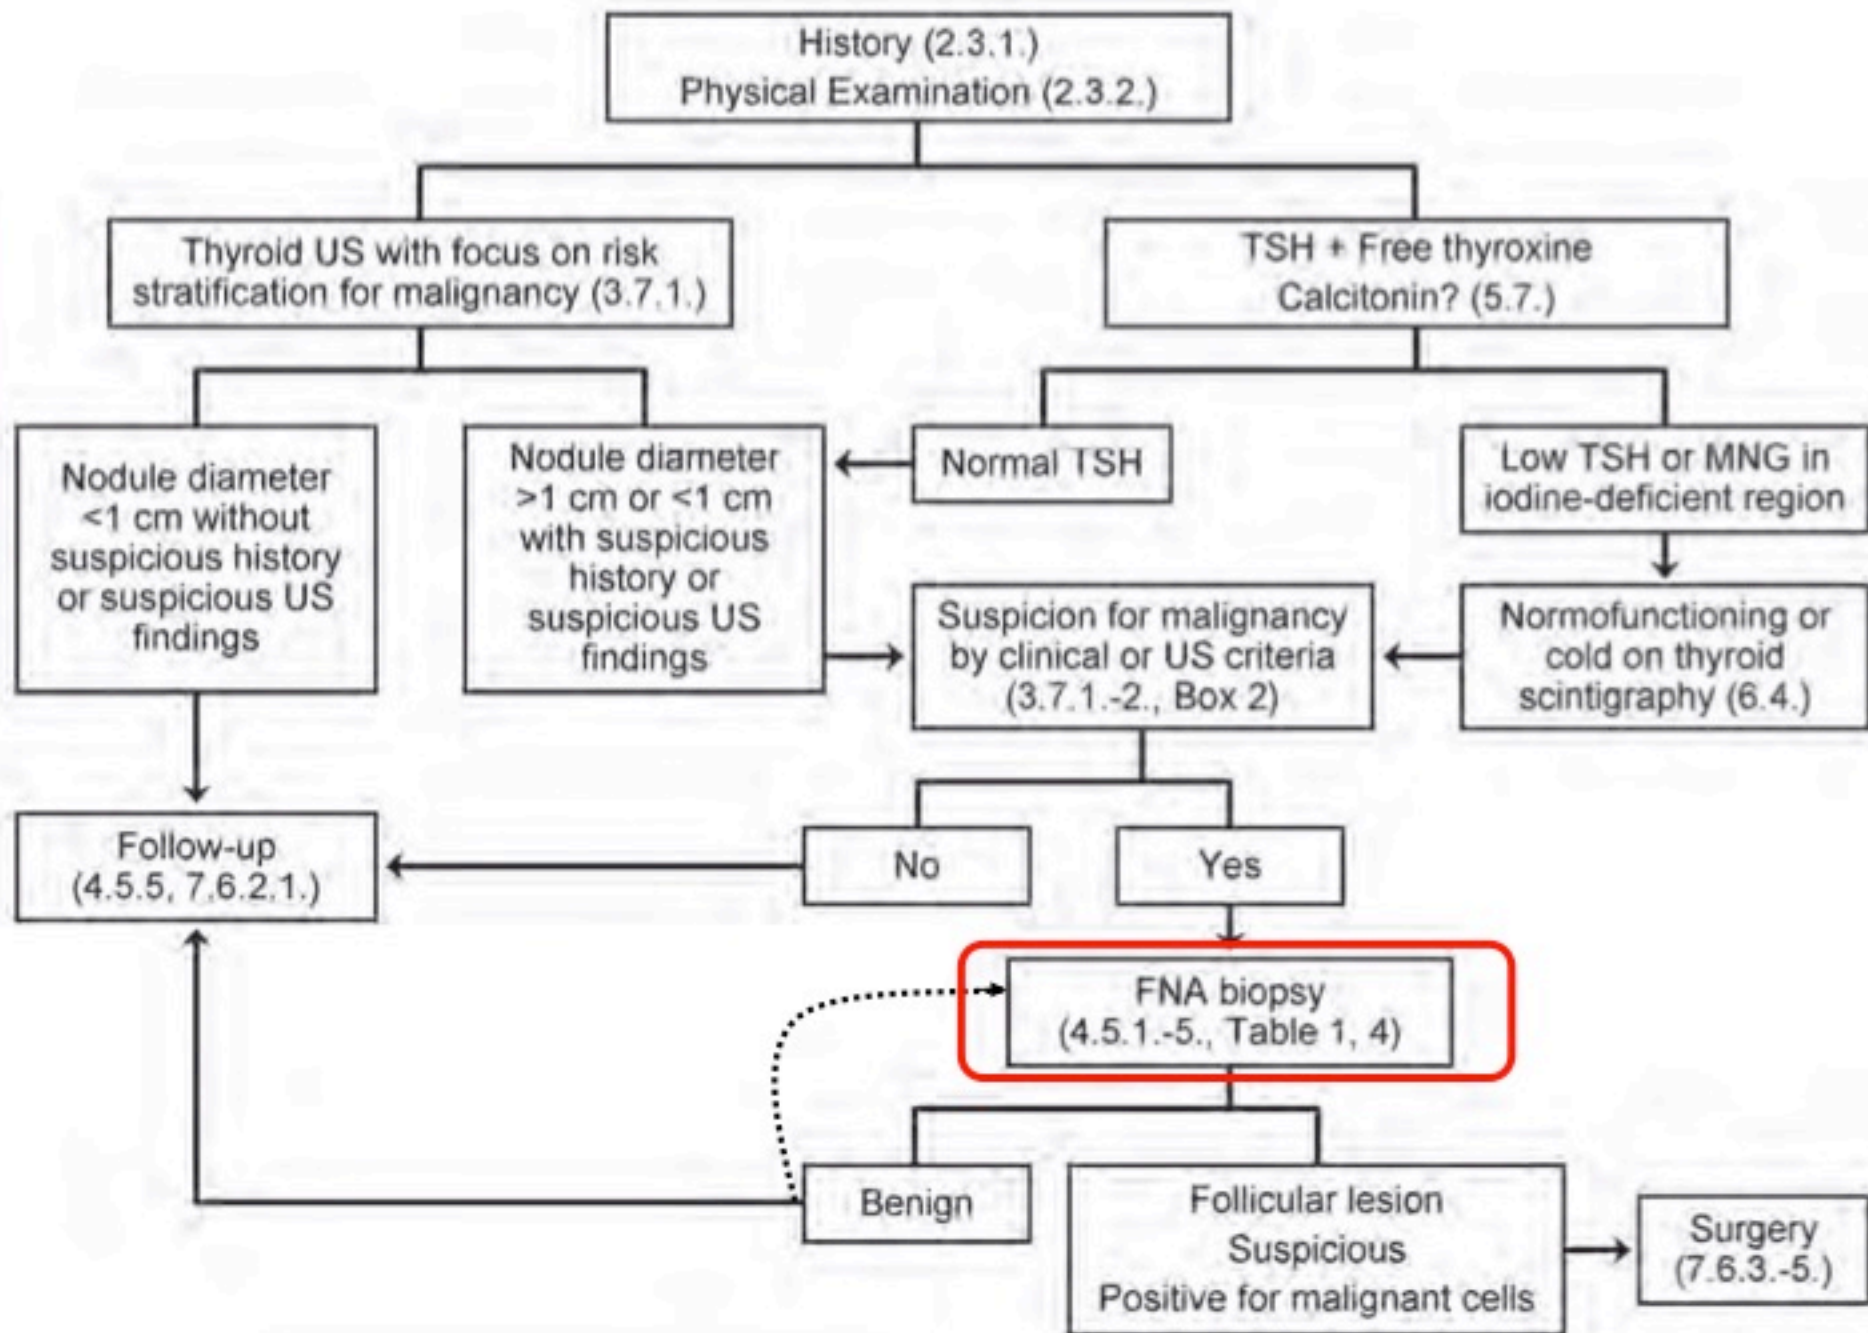 History (2.3.1.)
Physical Examination (2.3.2.)
Thyroid US with focus on risk
stratification for malignancy (3.7.1.)
TSH + Free thyroxine
Calcitonin? (5.7.)
Nodule diameter
<1 cm without
suspicious history
or suspicious US
findings
Nodule diameter
>1 cm or <1 cm
with suspicious
history or
suspicious US
findings
Normal TSH
Low TSH or MNG in
iodine-deficient region
Suspicion for malignancy
by clinical or US criteria
(3.7.1.-2., Box 2)
Normofunctioning or
cold on thyroid
scintigraphy (6.4.)
Follow-up
(4.5.5, 7.6.2.1.)
No
Yes
FNA biopsy
(4.5.1.-5., Table 1, 4)
Benign
Follicular lesion
Suspicious
Positive for malignant cells
Surgery
(7.6.3.-5.)